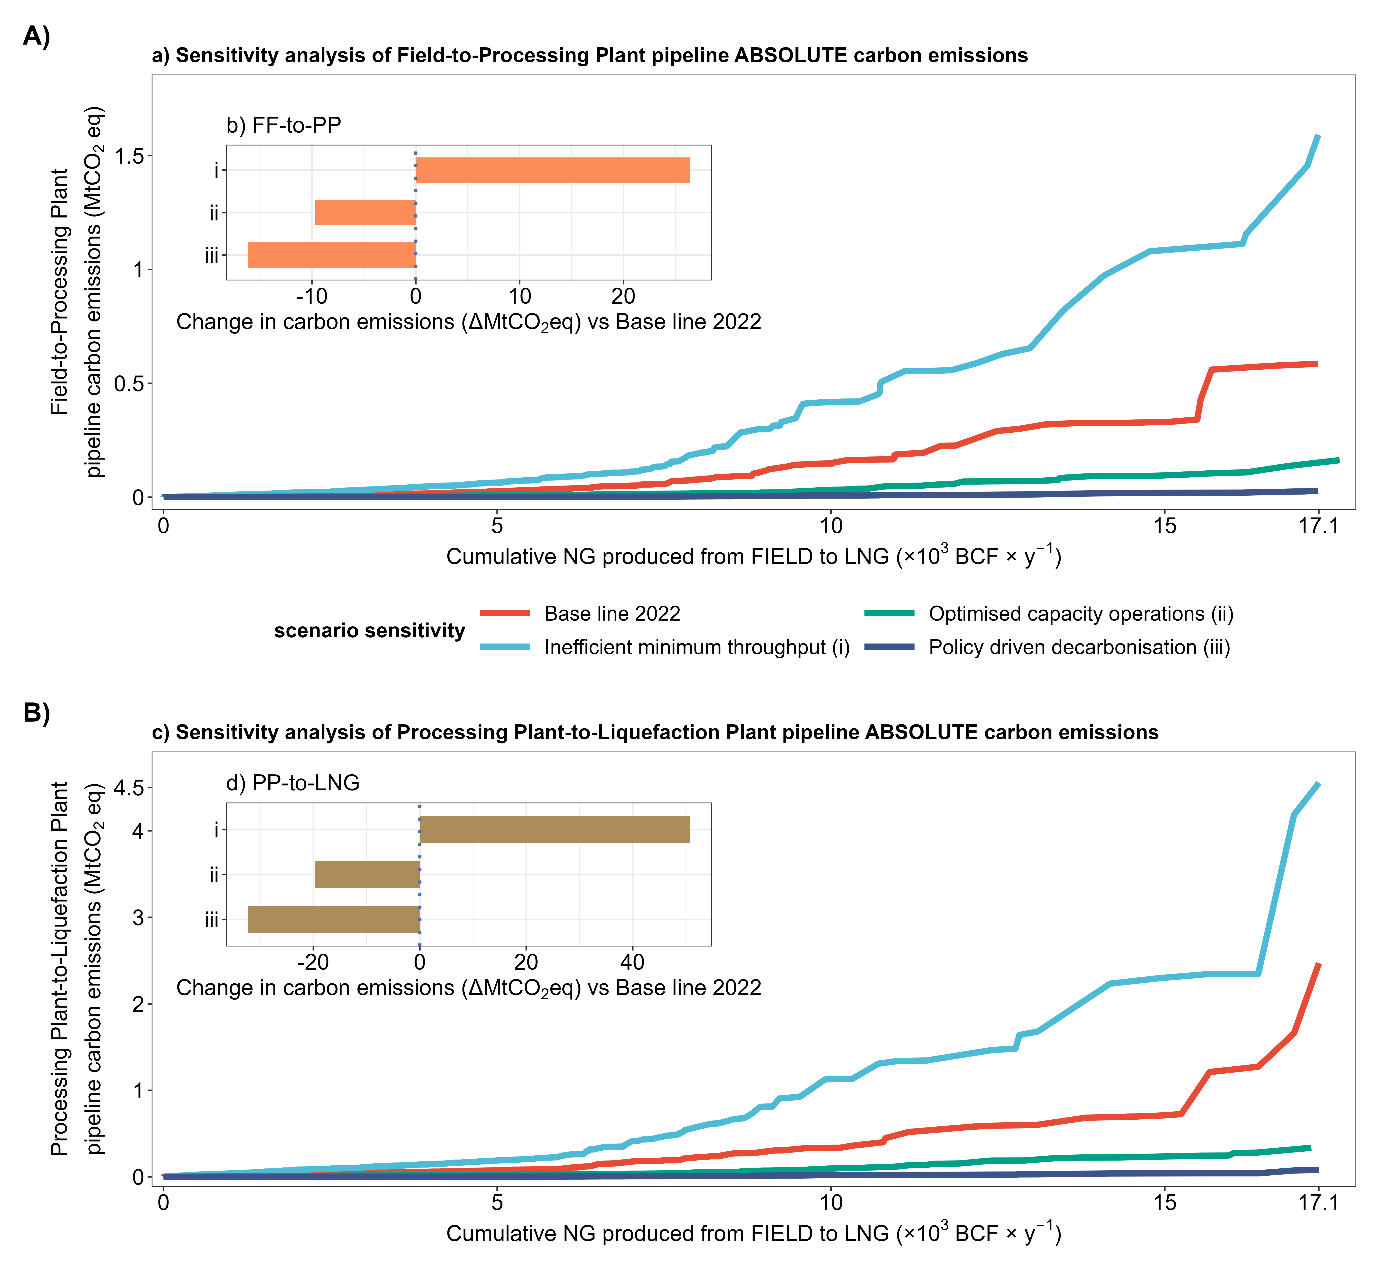 A)
a) Sensitivity analysis of Field-to-Processing Plant pipeline ABSOLUTE carbon emissions
Field-to-Processing Plant
pipeline carbon emissions (MtCO₂ eq)
1.5
1
0.5
0
b) FF-to-PP
i
ii
iii
-10 0 10 20
Change in carbon emissions (ΔMtCO₂eq) vs Base line 2022
0 5 10 15 17.1
Cumulative NG produced from FIELD to LNG (×10³ BCF × y⁻¹)
scenario sensitivity
Base line 2022
Inefficient minimum throughput (i)
Optimised capacity operations (ii)
Policy driven decarbonisation (iii)
B)
c) Sensitivity analysis of Processing Plant-to-Liquefaction Plant pipeline ABSOLUTE carbon emissions
Processing Plant-to-Liquefaction Plant
pipeline carbon emissions (MtCO₂ eq)
4.5
4
3
2
1
0
d) PP-to-LNG
i
ii
iii
-20 0 20 40
Change in carbon emissions (ΔMtCO₂eq) vs Base line 2022
0 5 10 15 17.1
Cumulative NG produced from FIELD to LNG (×10³ BCF × y⁻¹)